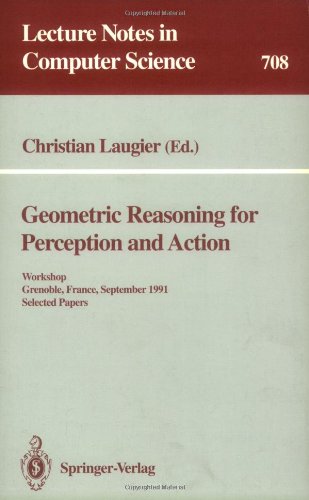 Lecture Notes in
Computer Science 708
Christian Laugier (Ed.)
Geometric Reasoning for
Perception and Action
Workshop
Grenoble, France, September 1991
Selected Papers
Springer-Verlag